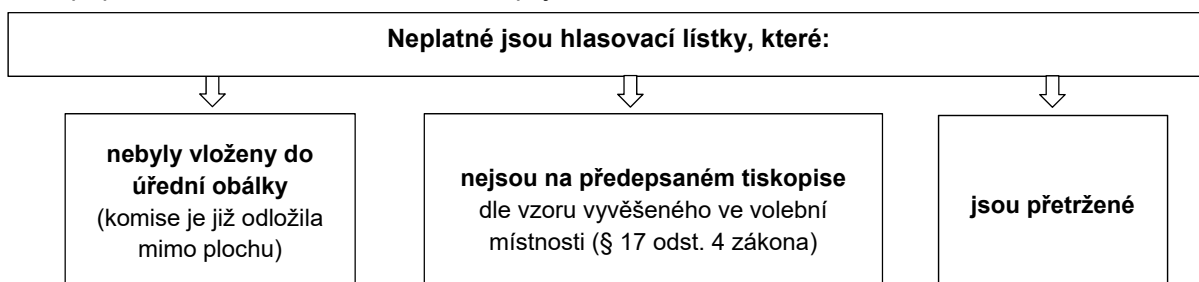 Neplatné jsou hlasovací lístky, které:
nebyly vloženy do
úřední obálky
(komise je již odložila
mimo plochu)
nejsou na předepsaném tiskopise
dle vzoru vyvěšeného ve volební
místnosti (§ 17 odst. 4 zákona)
jsou přetržené